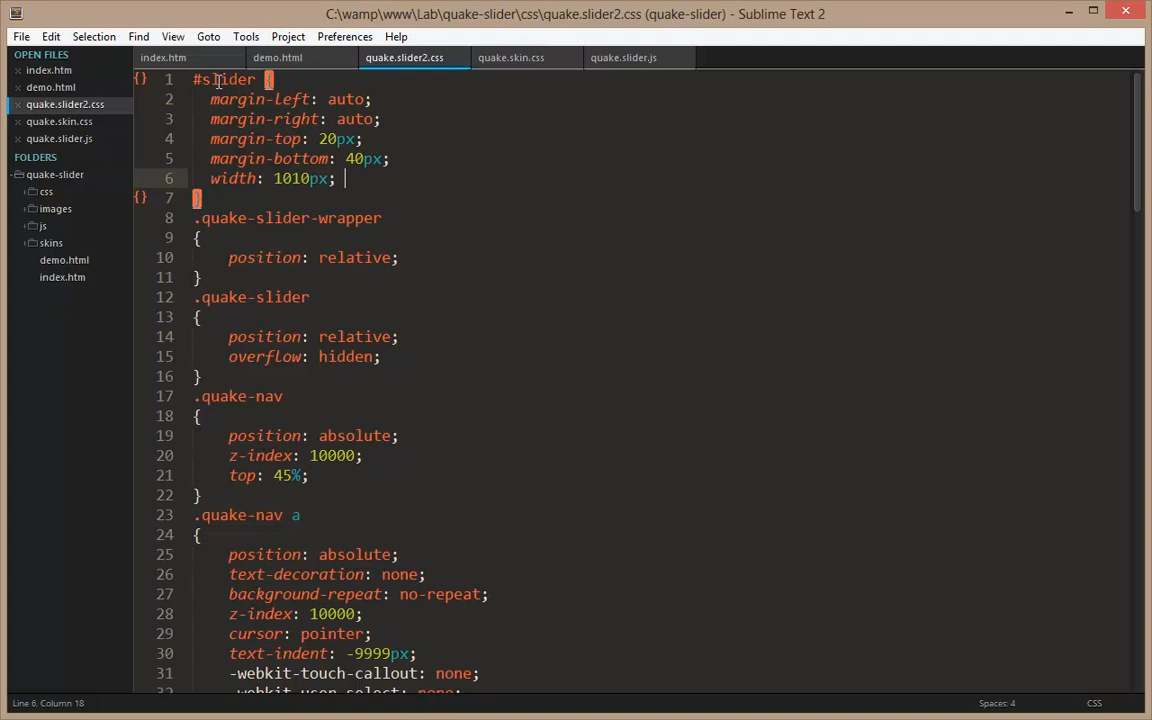 C:\wamp\www\Lab\quake-slider\css\quake.slider2.css (quake-slider) - Sublime Text 2
File Edit Selection Find View Goto Tools Project Preferences Help
OPEN FILES
index.htm
demo.html
quake.slider2.css
quake.skin.css
quake.slider.js
FOLDERS
quake-slider
css
images
js
skins
demo.html
index.htm
index.htm demo.html quake.slider2.css quake.skin.css quake.slider.js
{} 1 #slider {
2 margin-left: auto;
3 margin-right: auto;
4 margin-top: 20px;
5 margin-bottom: 40px;
6 width: 1010px;
{} 7 }
8 .quake-slider-wrapper
9 {
10 position: relative;
11 }
12 .quake-slider
13 {
14 position: relative;
15 overflow: hidden;
16 }
17 .quake-nav
18 {
19 position: absolute;
20 z-index: 10000;
21 top: 45%;
22 }
23 .quake-nav a
24 {
25 position: absolute;
26 text-decoration: none;
27 background-repeat: no-repeat;
28 z-index: 10000;
29 cursor: pointer;
30 text-indent: -9999px;
31 -webkit-touch-callout: none;
32 -webkit-user-select: none;
Line 6, Column 18 Spaces: 4 CSS